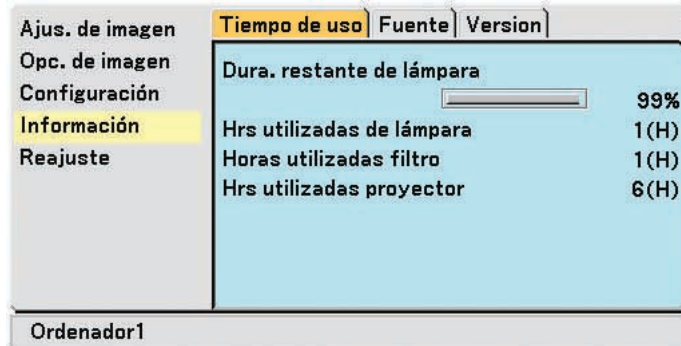 Ajus. de imagen
Opc. de imagen
Configuración
Información
Reajuste
Tiempo de uso Fuente Version
Dura. restante de lámpara
99%
Hrs utilizadas de lámpara 1(H)
Horas utilizadas filtro 1(H)
Hrs utilizadas proyector 6(H)
Ordenador1